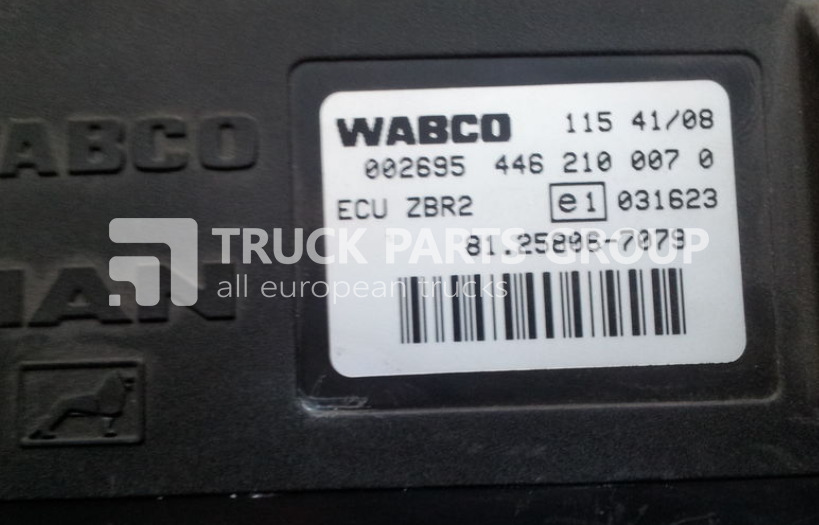 WABCO 115 41/08
002695 446 210 007 0
ECU ZBR2 e1 031623
81.25806-7079
TRUCK PARTS GROUP
all european trucks
ABCO
MAN